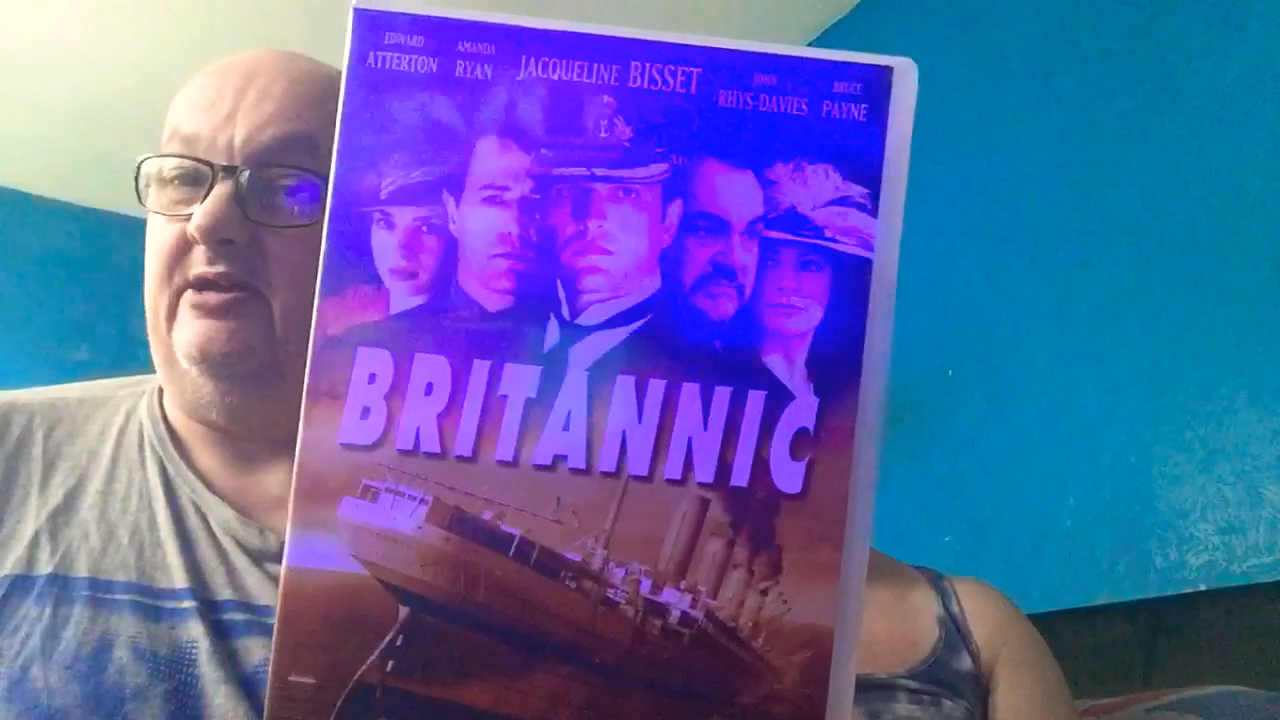 EDWARD ATTERTON
AMANDA RYAN
JACQUELINE BISSET
JOHN RHYS-DAVIES
BRUCE PAYNE
BRITANNIC